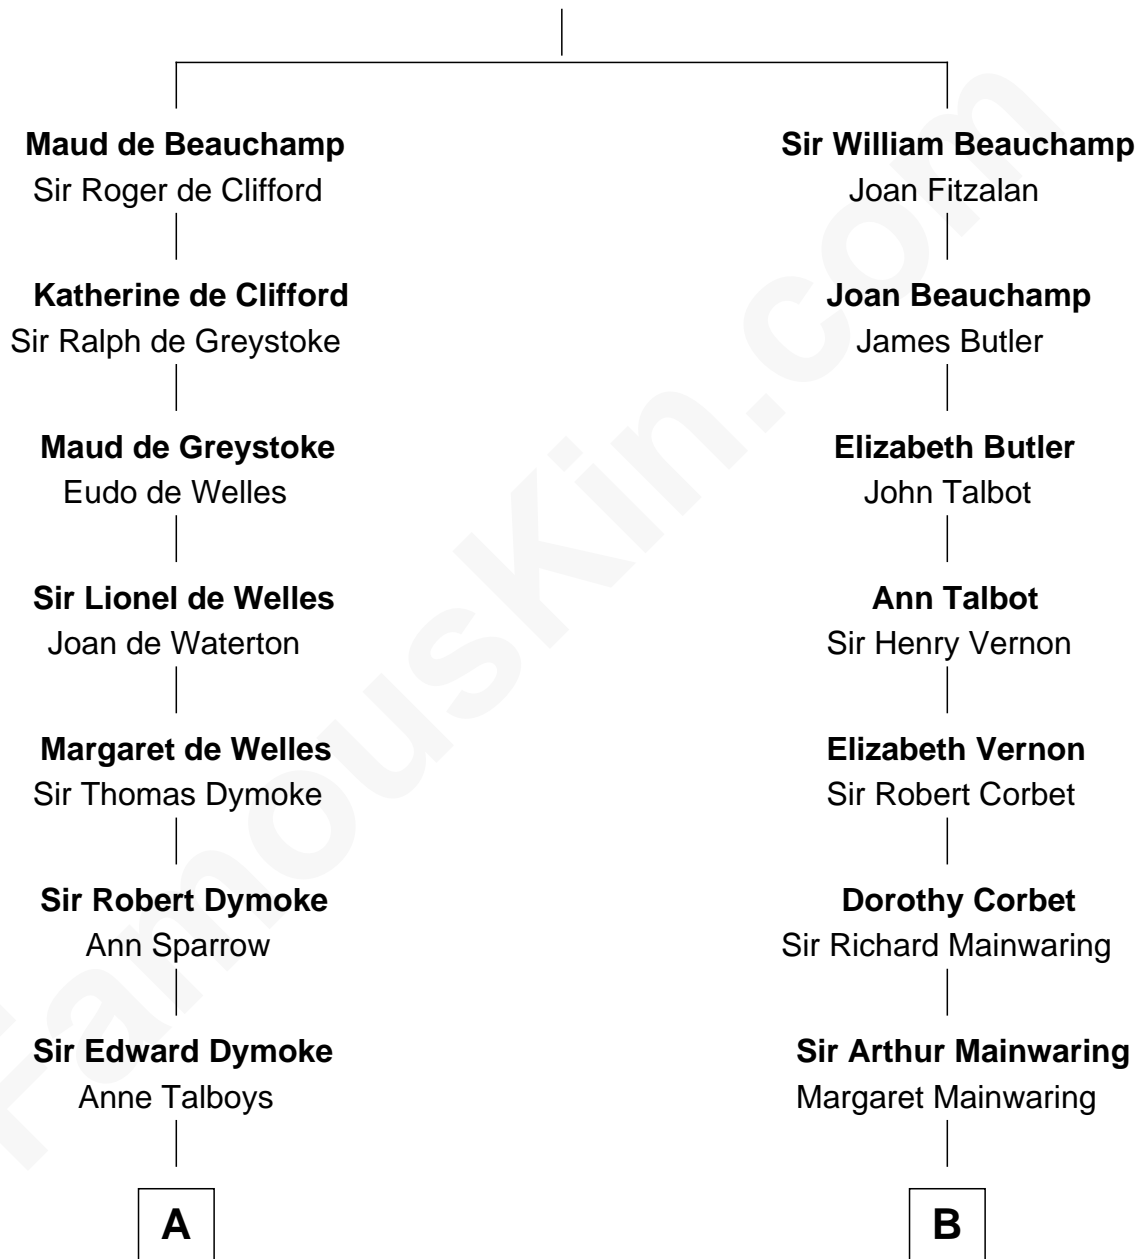 Maud de Beauchamp
Sir Roger de Clifford
Katherine de Clifford
Sir Ralph de Greystoke
Maud de Greystoke
Eudo de Welles
Sir Lionel de Welles
Joan de Waterton
Margaret de Welles
Sir Thomas Dymoke
Sir Robert Dymoke
Ann Sparrow
Sir Edward Dymoke
Anne Talboys
A
Sir William Beauchamp
Joan Fitzalan
Joan Beauchamp
James Butler
Elizabeth Butler
John Talbot
Ann Talbot
Sir Henry Vernon
Elizabeth Vernon
Sir Robert Corbet
Dorothy Corbet
Sir Richard Mainwaring
Sir Arthur Mainwaring
Margaret Mainwaring
B
FamousKin.com